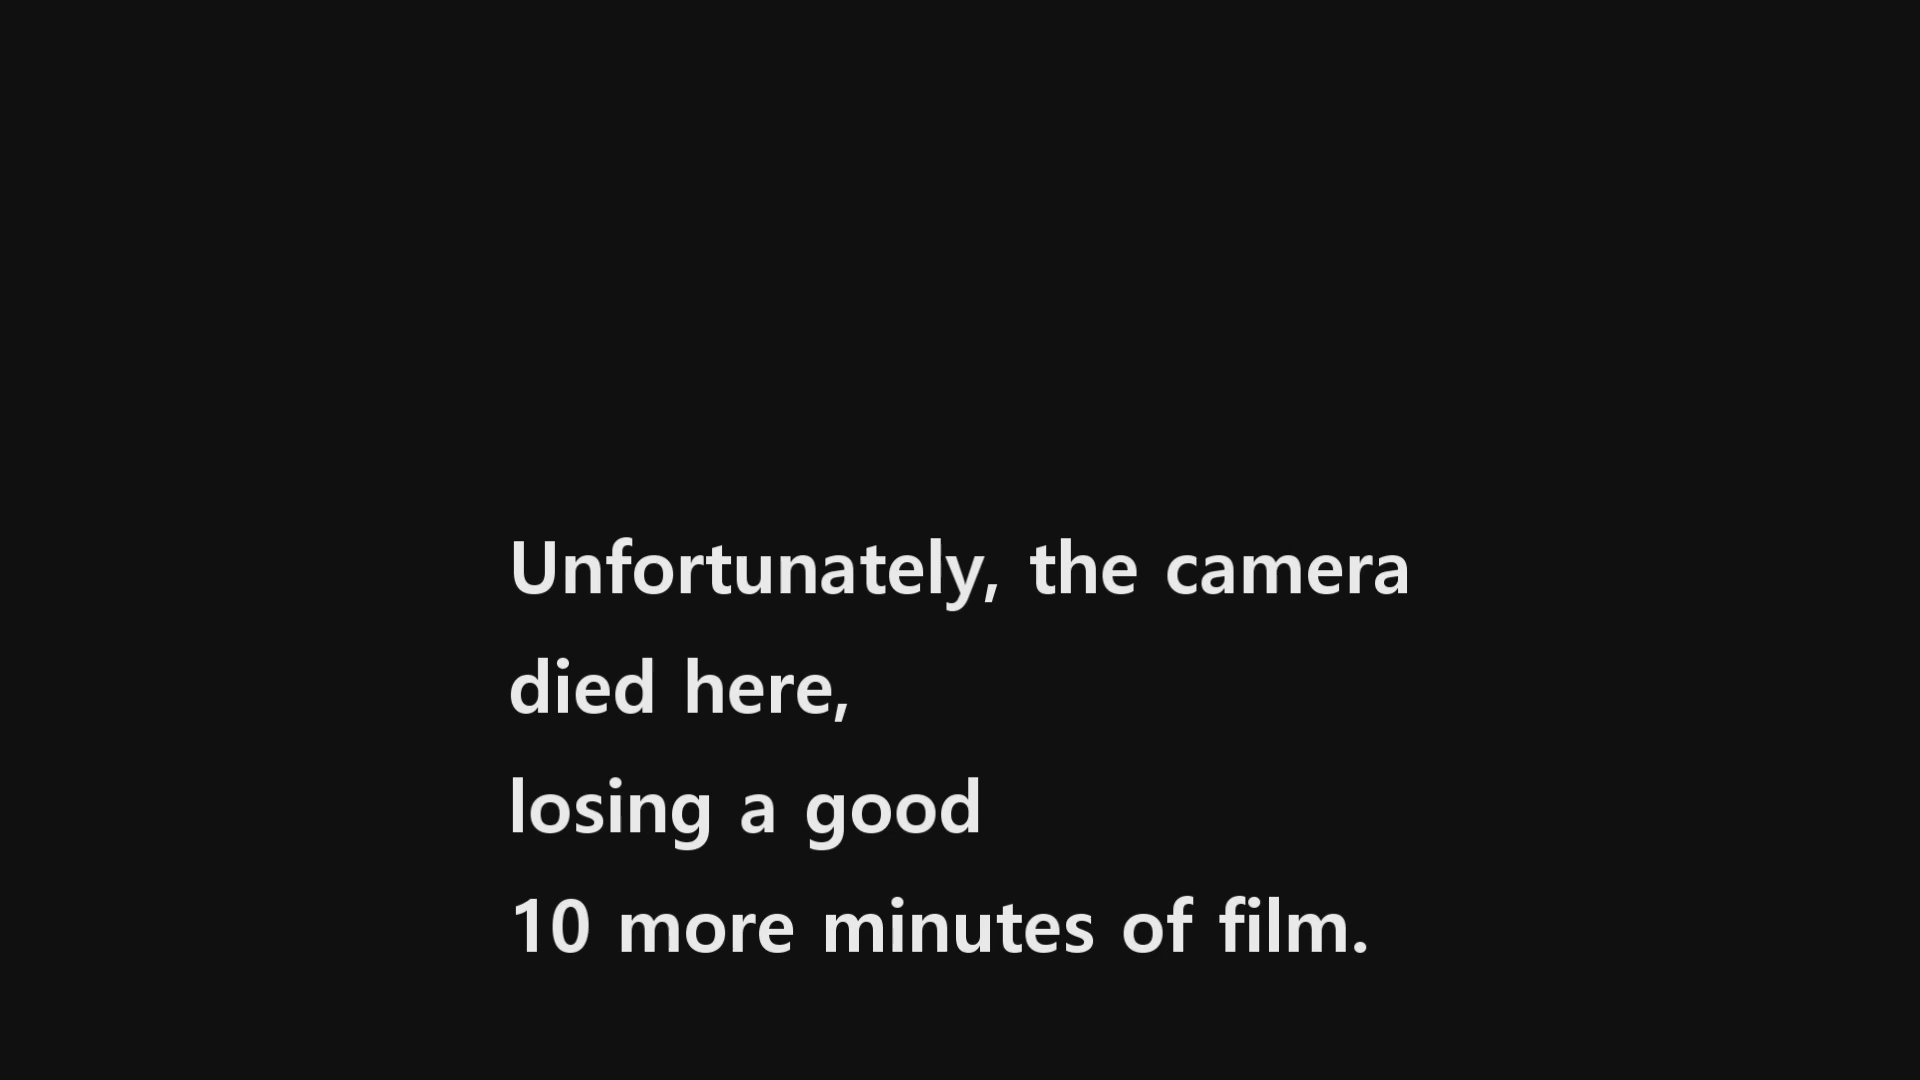 Unfortunately, the camera
died here,
losing a good
10 more minutes of film.